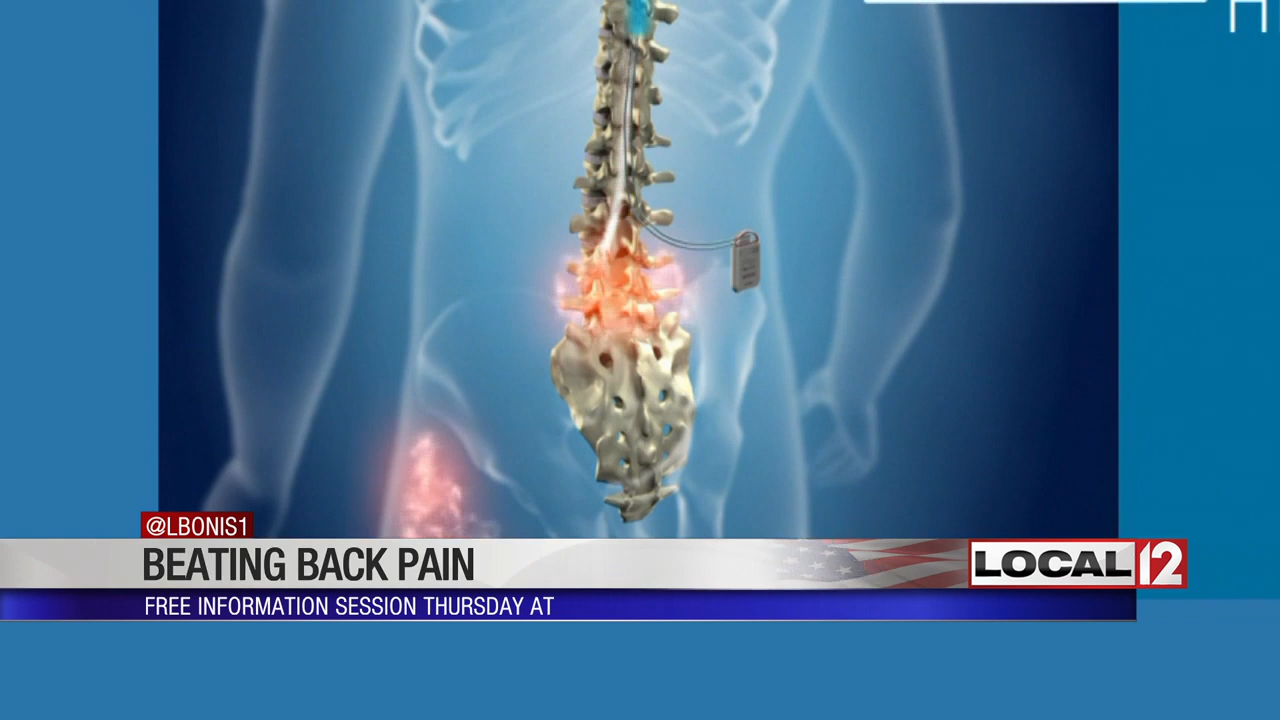 H
@LBONIS1
BEATING BACK PAIN
LOCAL 12
FREE INFORMATION SESSION THURSDAY AT